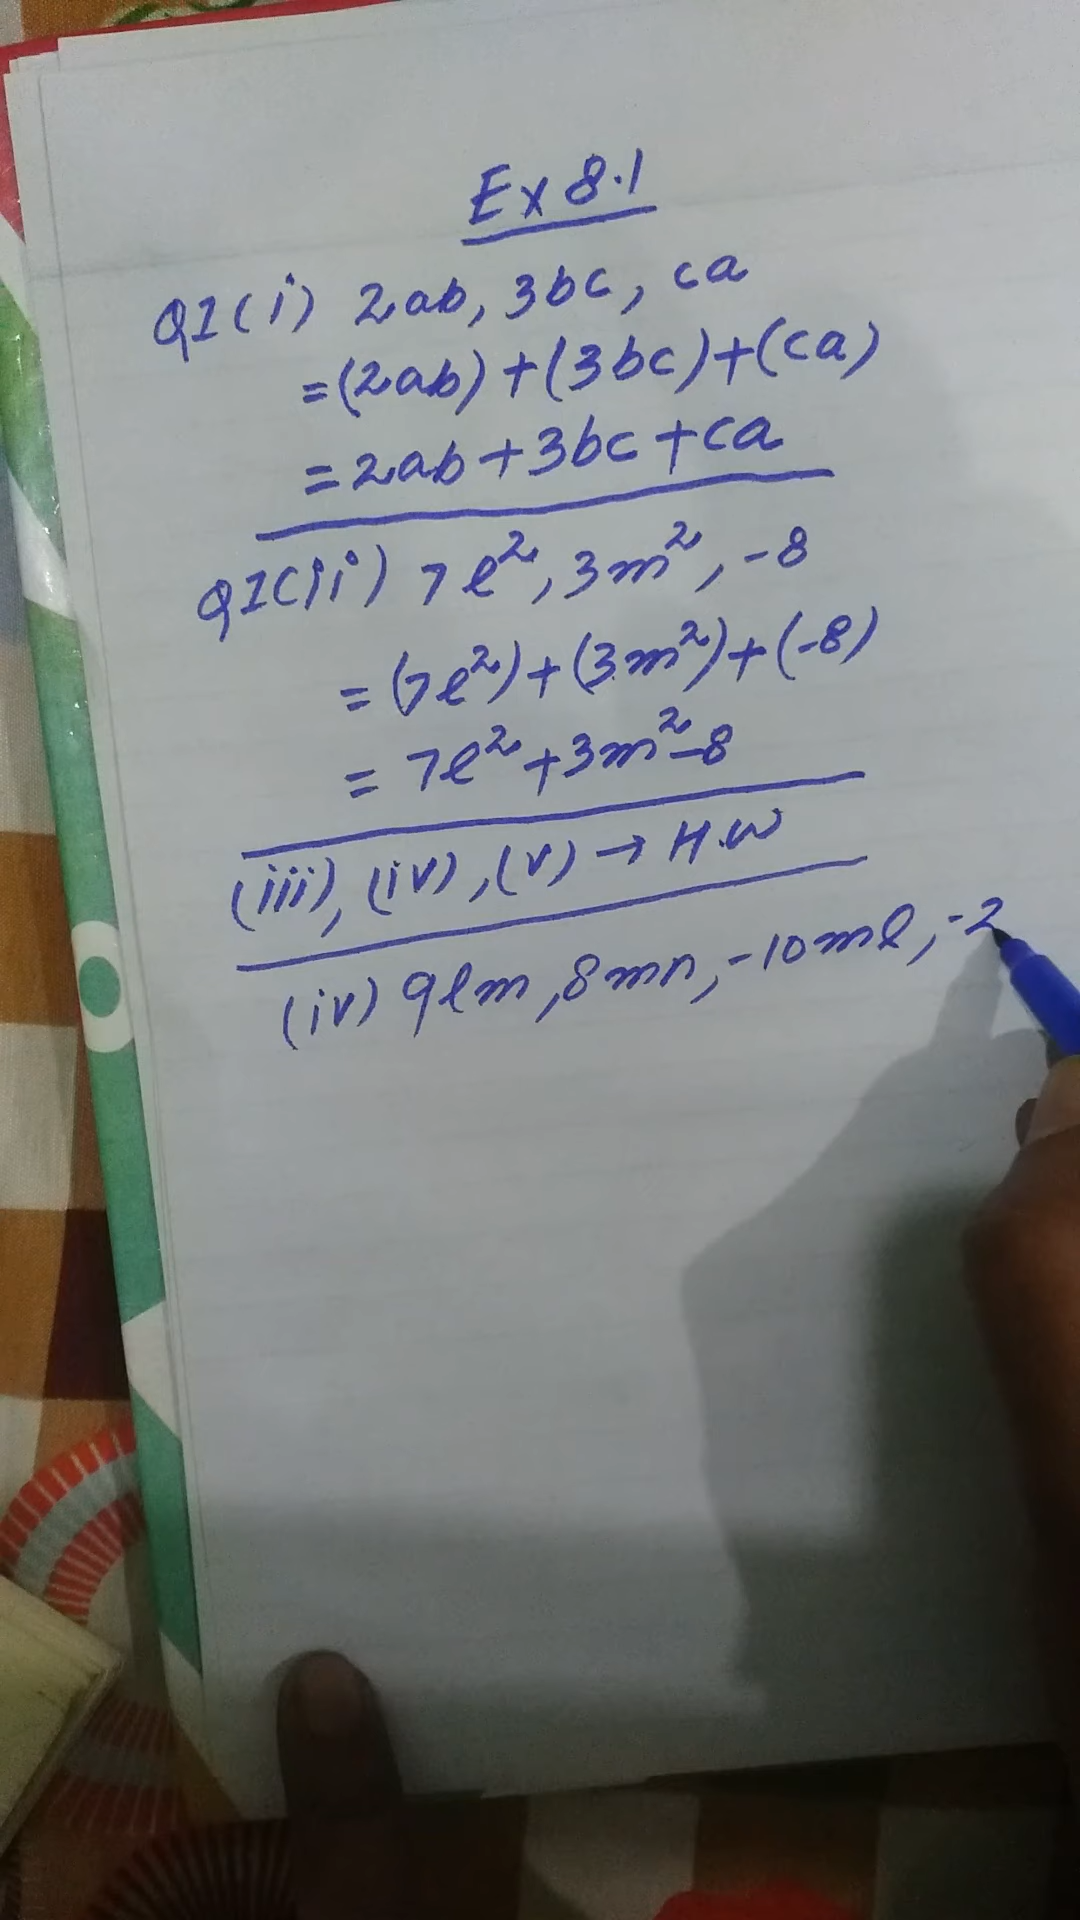 Ex 8.1
Q1(i) 2ab, 3bc, ca
=(2ab)+(3bc)+(ca)
=2ab+3bc+ca
Q1(ii) 7l², 3m², -8
= (7l²)+(3m²)+(-8)
= 7l²+3m²-8
(iii), (iv), (v) → H.W
(iv) 9lm, 8mn, -10ml, -2